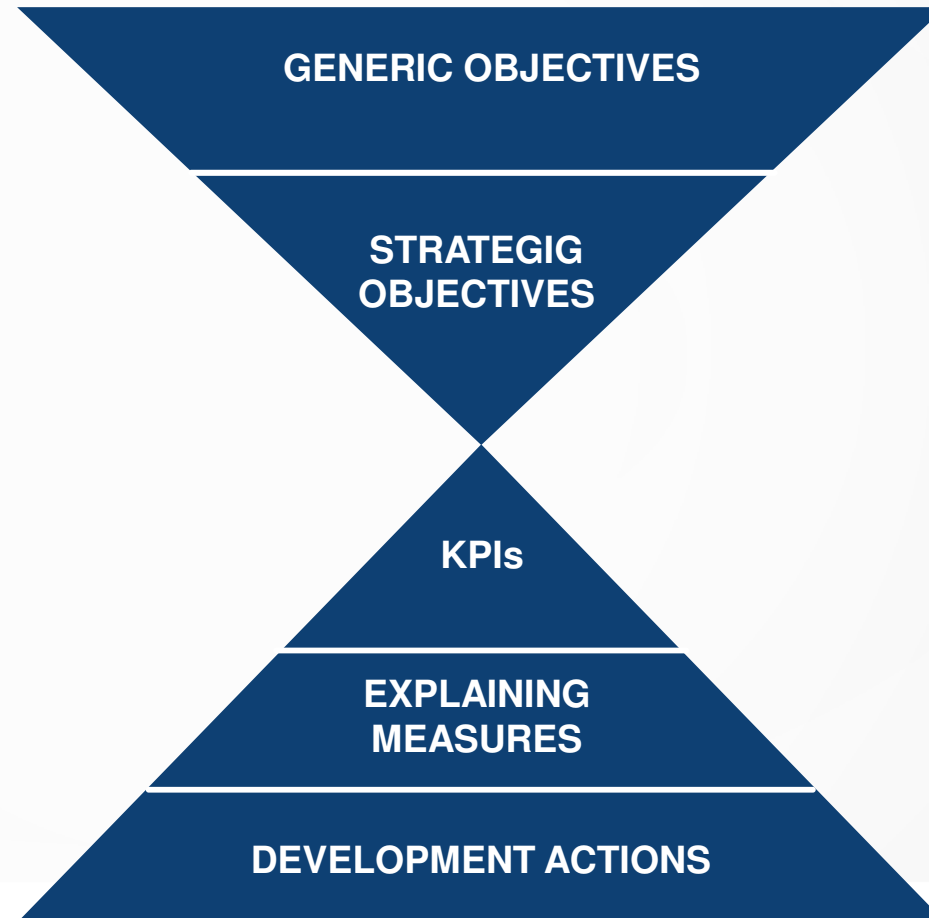 GENERIC OBJECTIVES
STRATEGIG
OBJECTIVES
KPIs
EXPLAINING
MEASURES
DEVELOPMENT ACTIONS